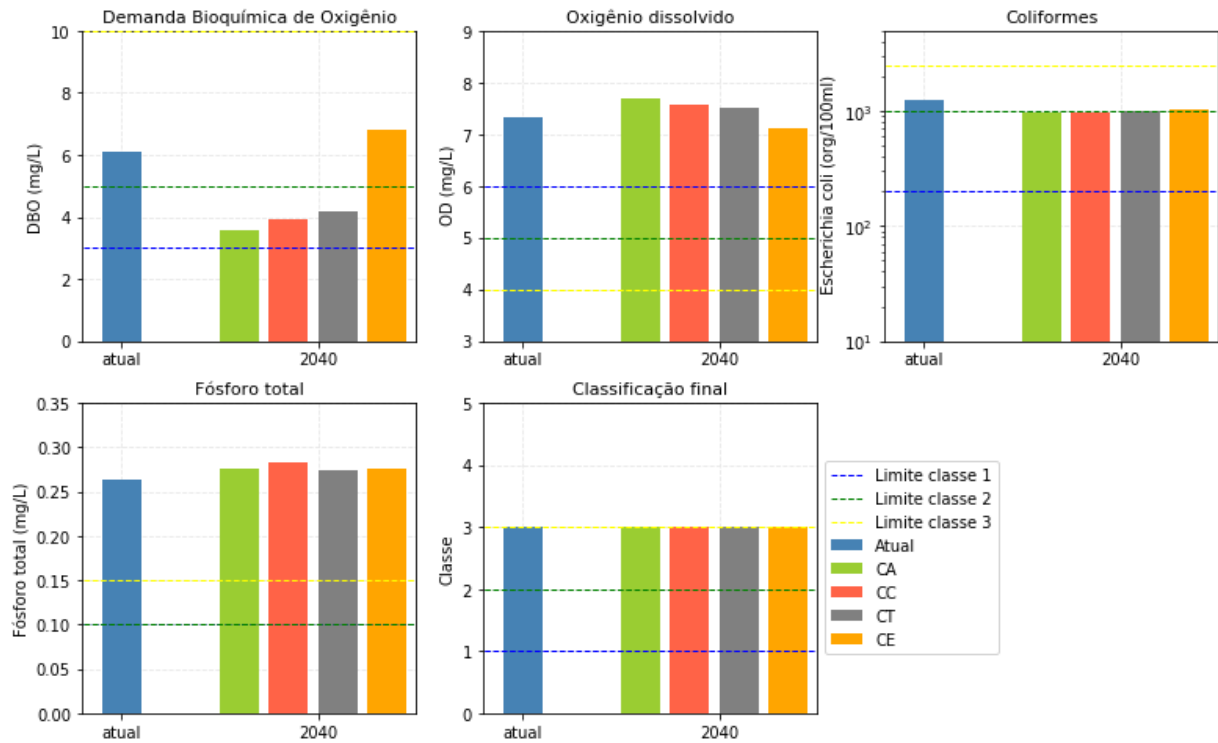 Demanda Bioquímica de Oxigênio
DBO (mg/L)
10
8
6
4
2
0
atual
2040
Oxigênio dissolvido
OD (mg/L)
9
8
7
6
5
4
3
atual
2040
Coliformes
Escherichia coli (org/100ml)
10³
10²
10¹
atual
2040
Fósforo total
Fósforo total (mg/L)
0.35
0.30
0.25
0.20
0.15
0.10
0.05
0.00
atual
2040
Classificação final
Classe
5
4
3
2
1
0
atual
2040
Limite classe 1
Limite classe 2
Limite classe 3
Atual
CA
CC
CT
CE